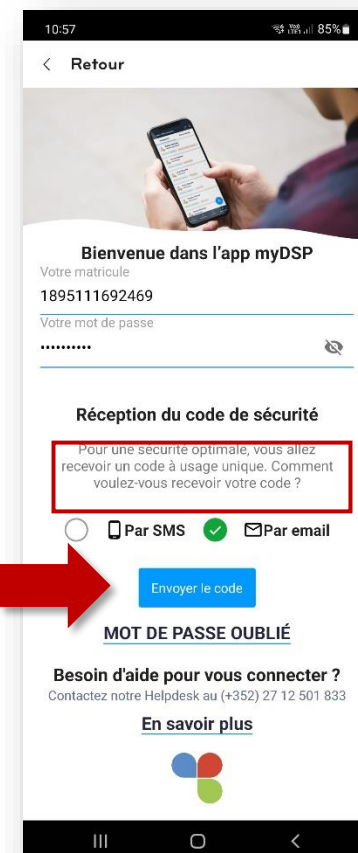 10:57 85%
< Retour
Bienvenue dans l'app myDSP
Votre matricule
1895111692469
Votre mot de passe
••••••••••
Réception du code de sécurité
Pour une sécurité optimale, vous allez
recevoir un code à usage unique. Comment
voulez-vous recevoir votre code ?
Par SMS Par email
Envoyer le code
MOT DE PASSE OUBLIÉ
Besoin d'aide pour vous connecter ?
Contactez notre Helpdesk au (+352) 27 12 501 833
En savoir plus